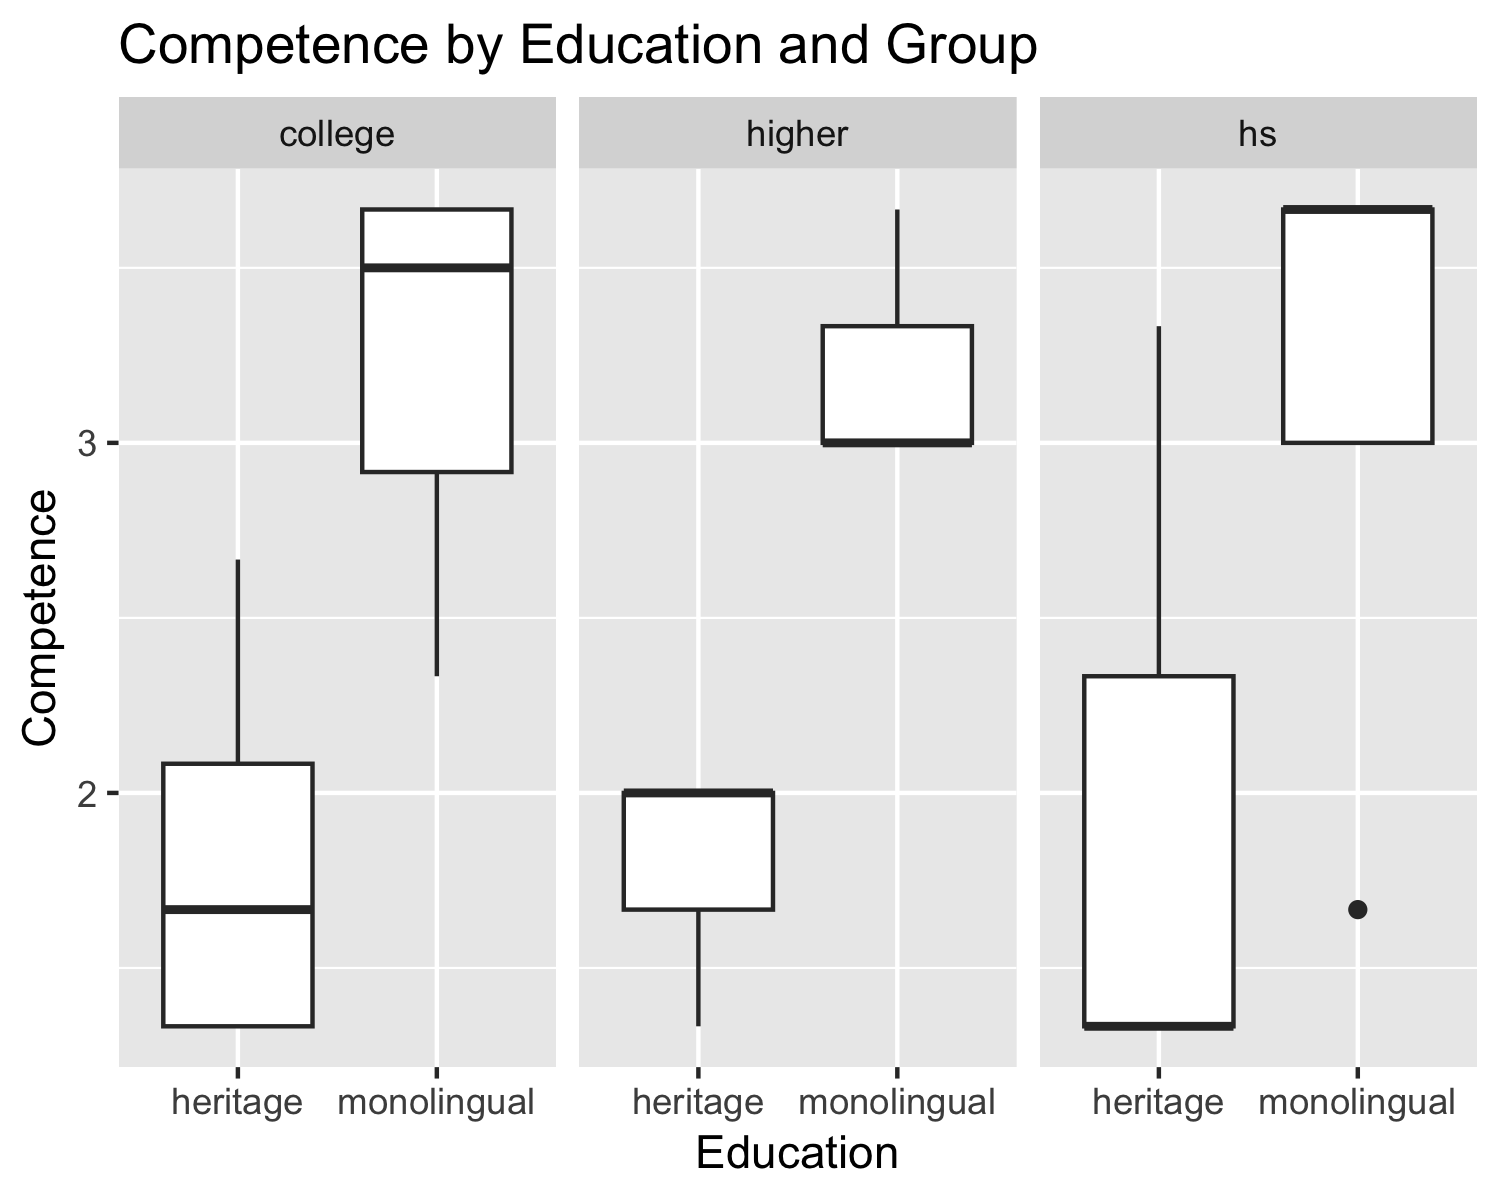 Competence by Education and Group
college higher hs
3
2
Competence
heritage monolingual heritage monolingual heritage monolingual
Education